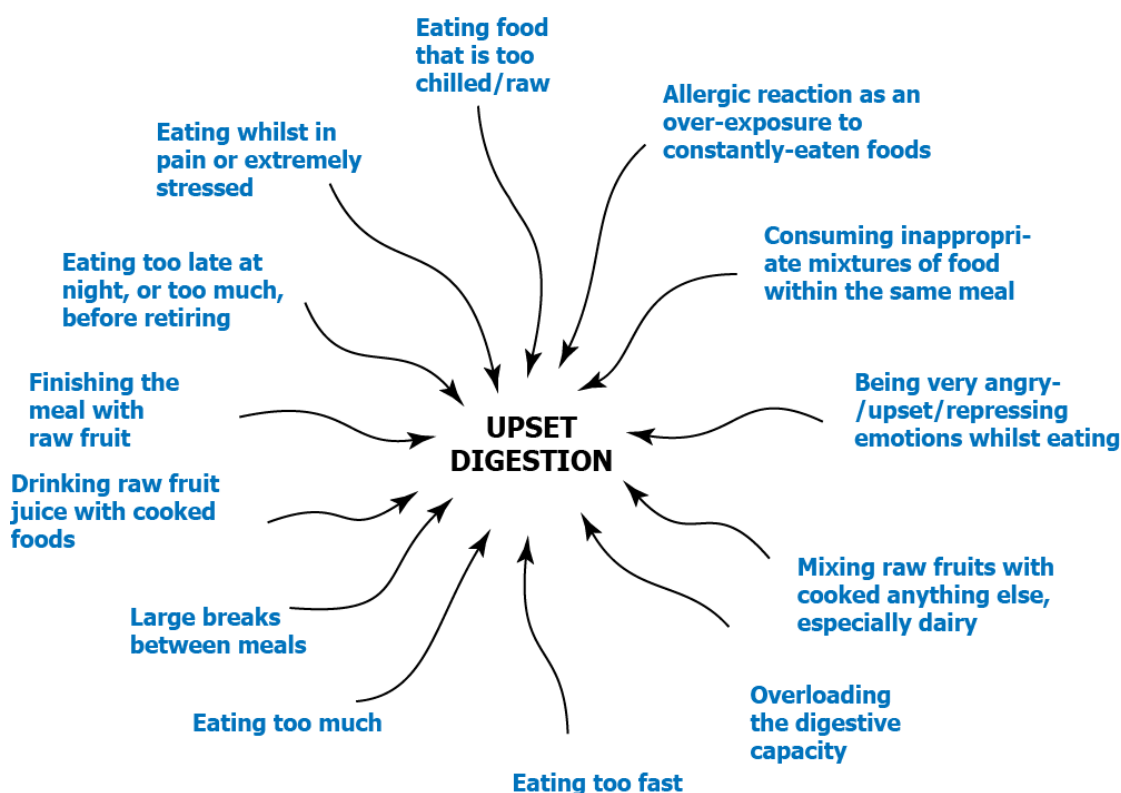 Eating food
that is too
chilled/raw
Allergic reaction as an
over-exposure to
constantly-eaten foods
Eating whilst in
pain or extremely
stressed
Consuming inappropri-
ate mixtures of food
within the same meal
Eating too late at
night, or too much,
before retiring
Finishing the
meal with
raw fruit
Being very angry-
/upset/repressing
emotions whilst eating
UPSET
DIGESTION
Drinking raw fruit
juice with cooked
foods
Mixing raw fruits with
cooked anything else,
especially dairy
Large breaks
between meals
Overloading
the digestive
capacity
Eating too much
Eating too fast